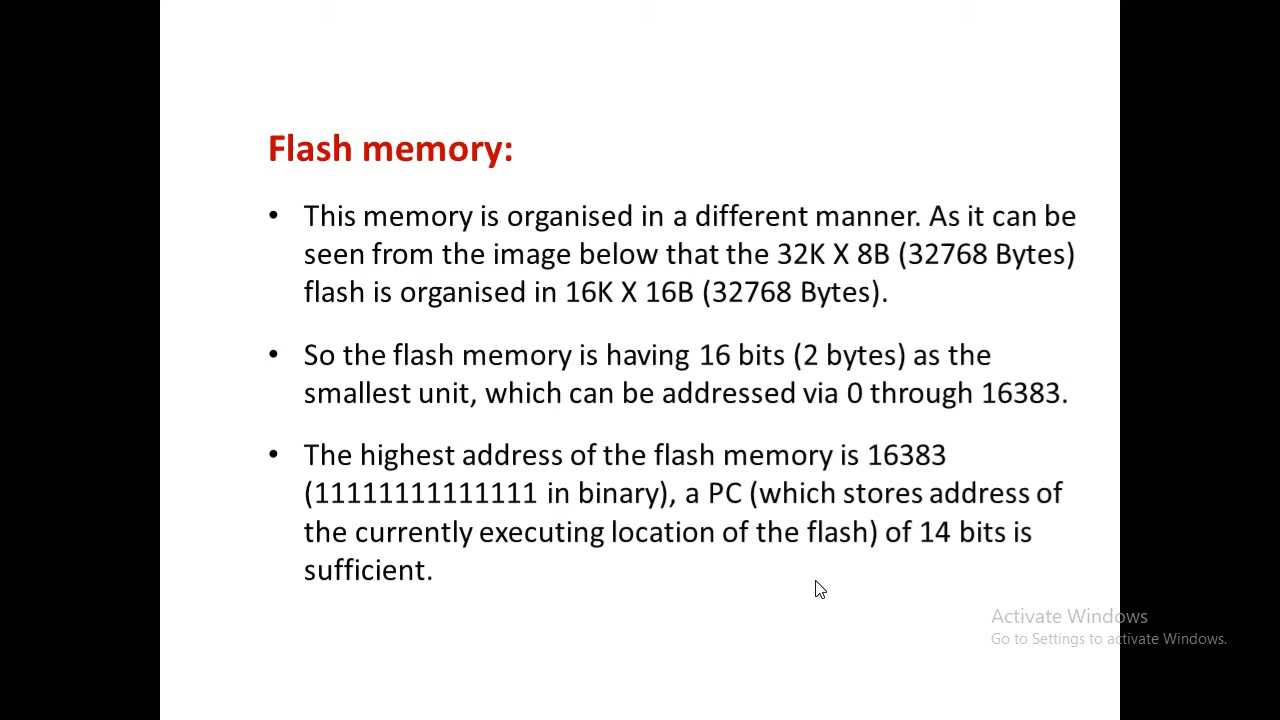 Flash memory:
• This memory is organised in a different manner. As it can be
seen from the image below that the 32K X 8B (32768 Bytes)
flash is organised in 16K X 16B (32768 Bytes).
• So the flash memory is having 16 bits (2 bytes) as the
smallest unit, which can be addressed via 0 through 16383.
• The highest address of the flash memory is 16383
(11111111111111 in binary), a PC (which stores address of
the currently executing location of the flash) of 14 bits is
sufficient.
Activate Windows
Go to Settings to activate Windows.